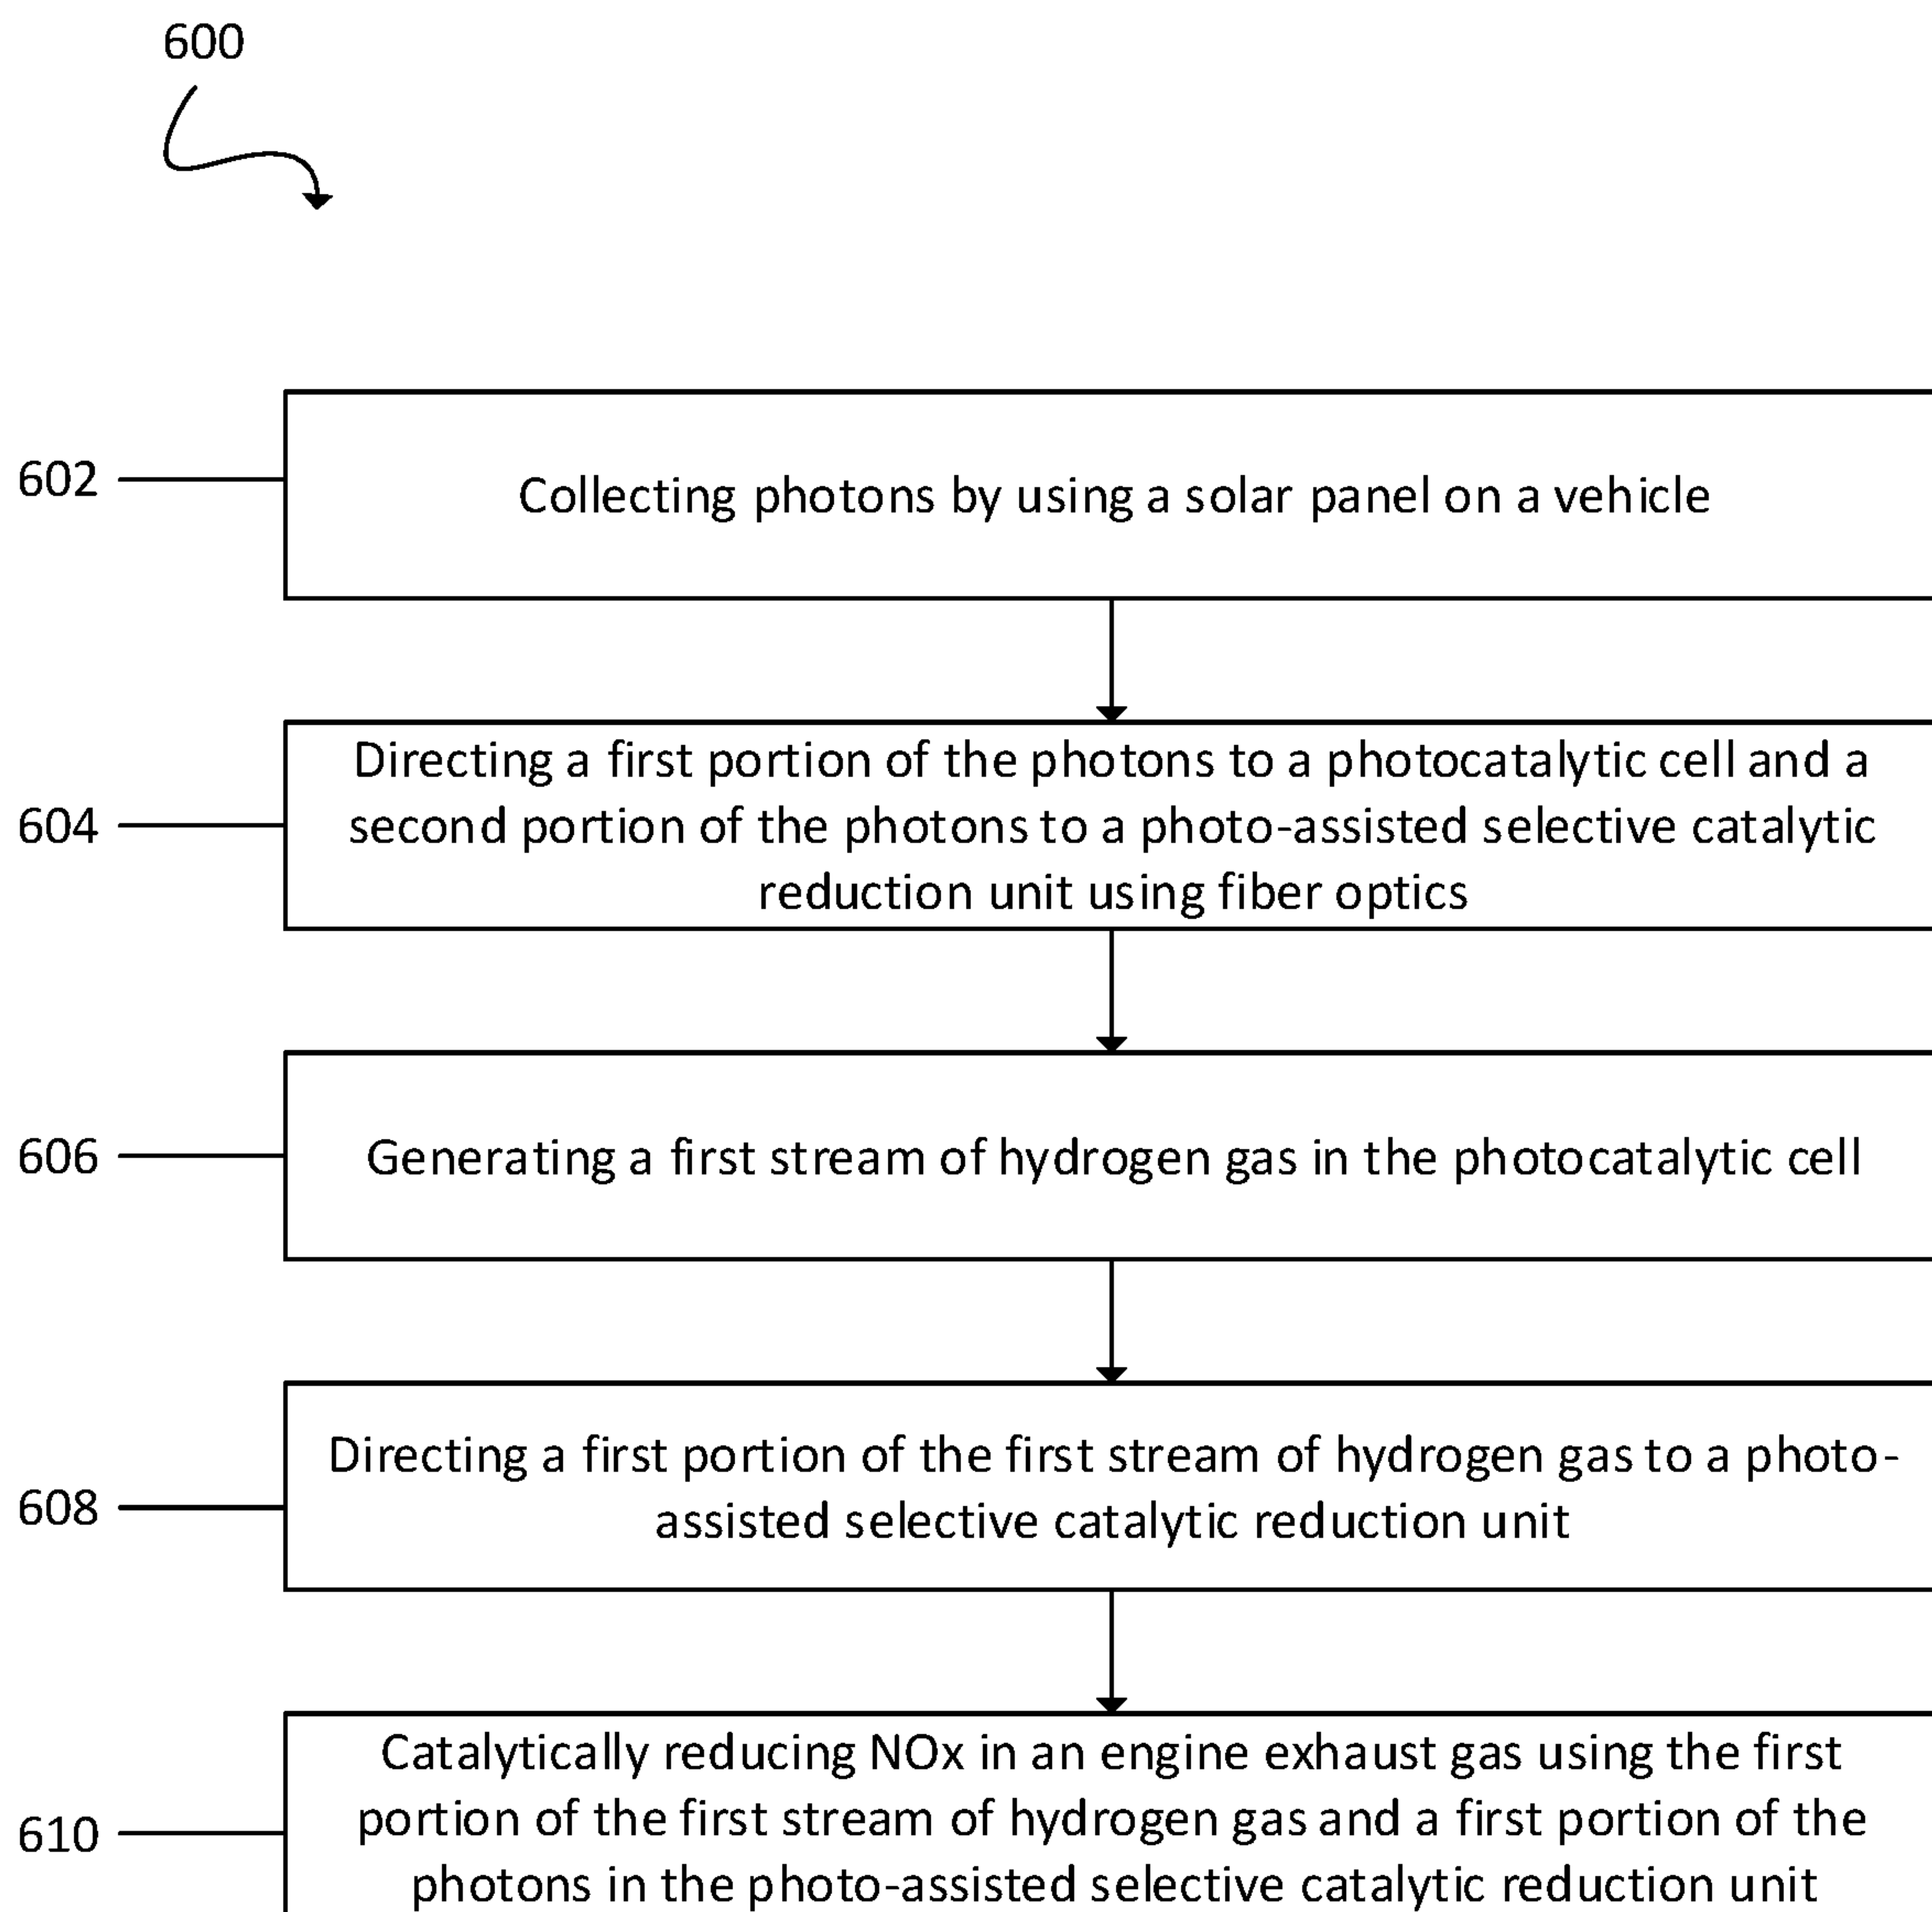 600
602
Collecting photons by using a solar panel on a vehicle
604
Directing a first portion of the photons to a photocatalytic cell and a
second portion of the photons to a photo-assisted selective catalytic
reduction unit using fiber optics
606
Generating a first stream of hydrogen gas in the photocatalytic cell
608
Directing a first portion of the first stream of hydrogen gas to a photo-
assisted selective catalytic reduction unit
610
Catalytically reducing NOx in an engine exhaust gas using the first
portion of the first stream of hydrogen gas and a first portion of the
photons in the photo-assisted selective catalytic reduction unit